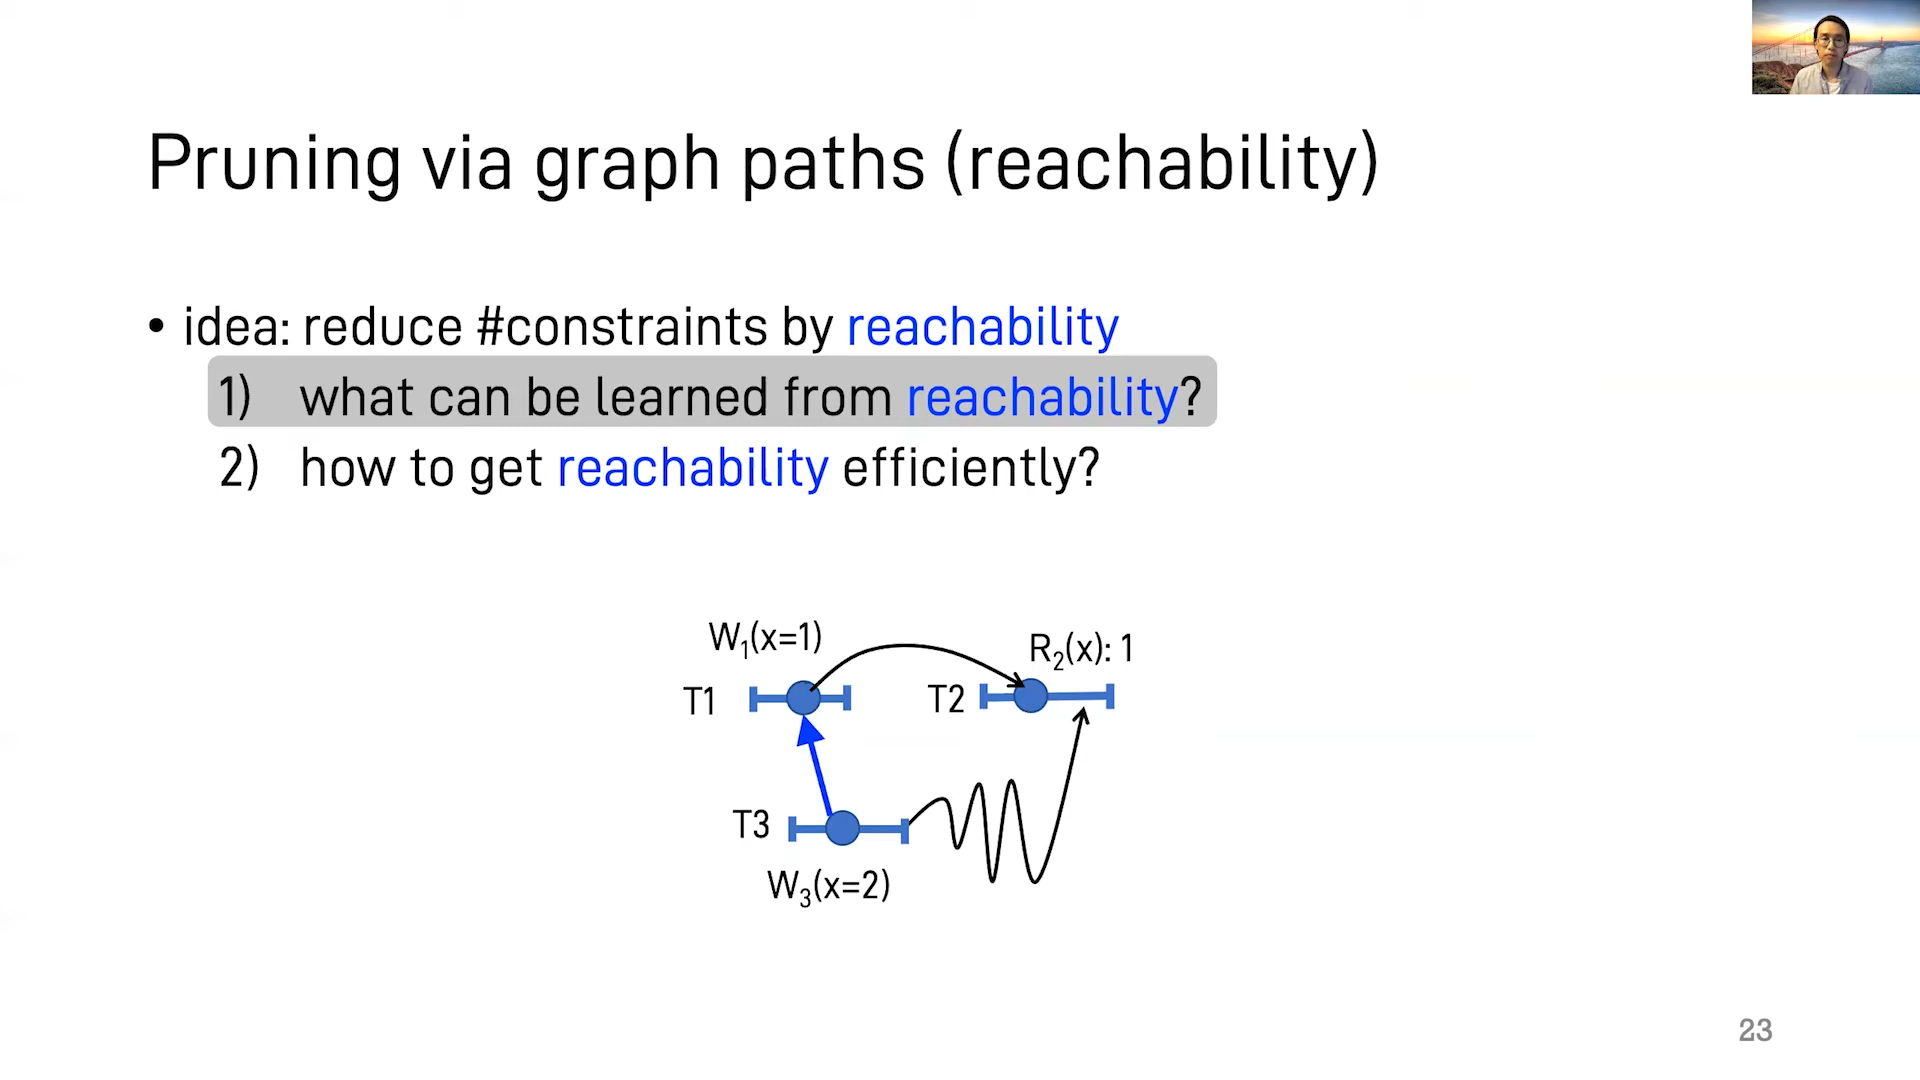 Pruning via graph paths (reachability)
• idea: reduce #constraints by reachability
1) what can be learned from reachability?
2) how to get reachability efficiently?
W₁(x=1)
R₂(x): 1
T1
T2
T3
W₃(x=2)
23